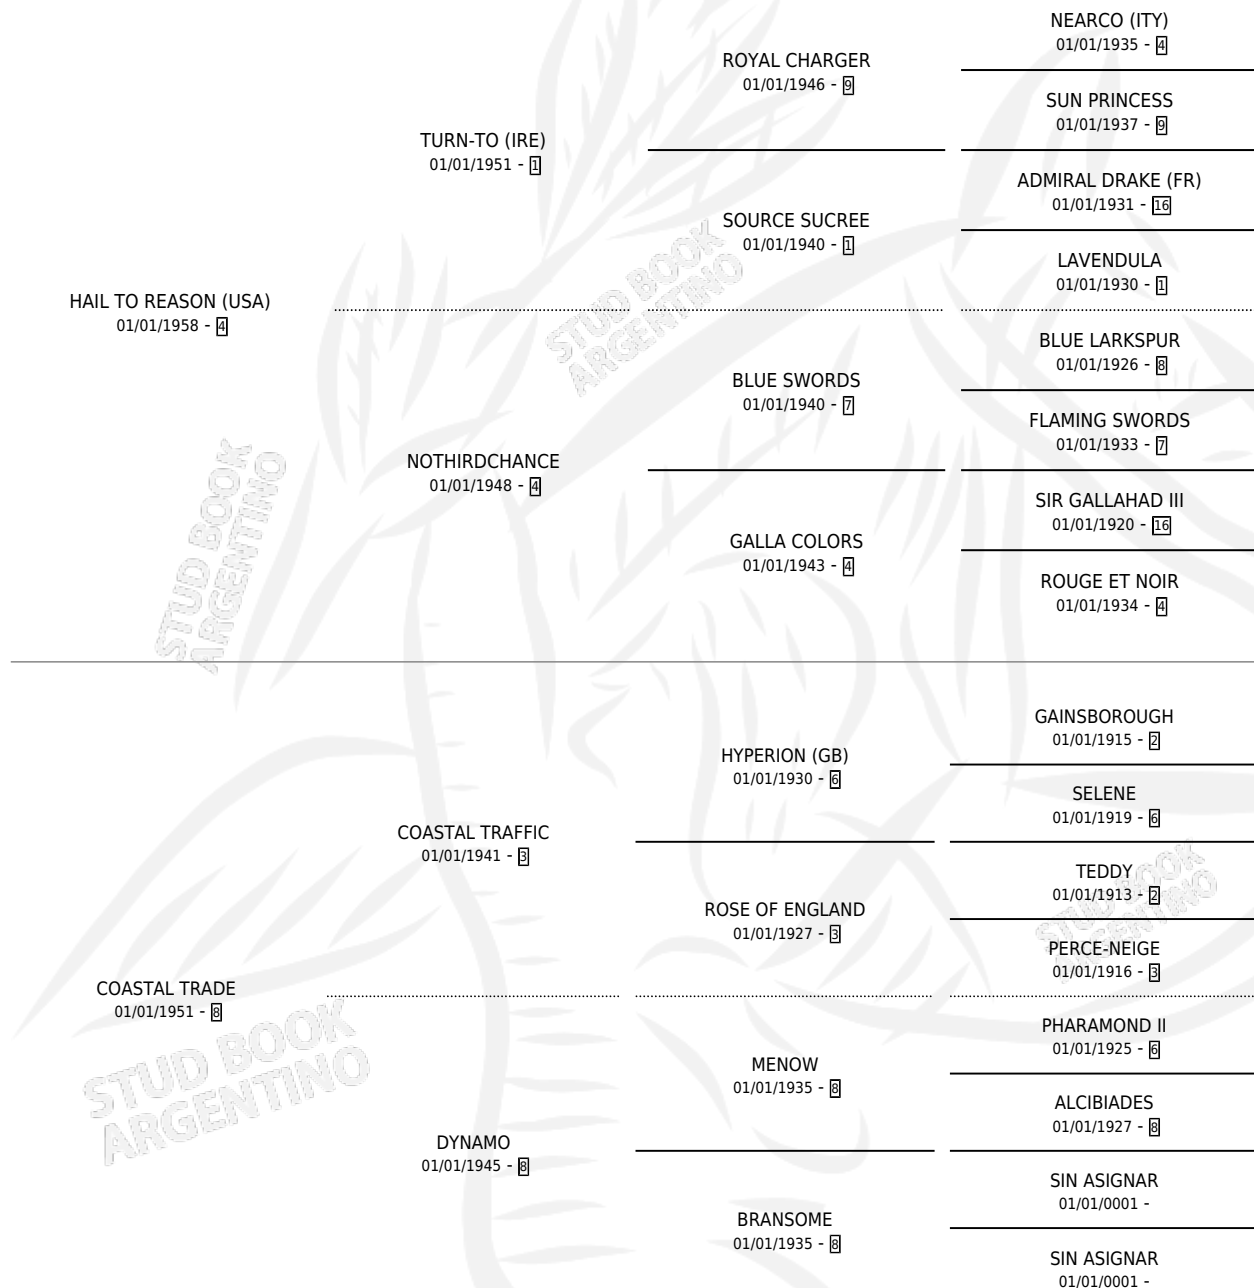 NEARCO (ITY)
01/01/1935 - 4
ROYAL CHARGER
01/01/1946 - 9
SUN PRINCESS
01/01/1937 - 9
TURN-TO (IRE)
01/01/1951 - 1
ADMIRAL DRAKE (FR)
01/01/1931 - 16
SOURCE SUCREE
01/01/1940 - 1
LAVENDULA
01/01/1930 - 1
HAIL TO REASON (USA)
01/01/1958 - 4
BLUE LARKSPUR
01/01/1926 - 8
BLUE SWORDS
01/01/1940 - 7
FLAMING SWORDS
01/01/1933 - 7
NOTHIRDCHANCE
01/01/1948 - 4
SIR GALLAHAD III
01/01/1920 - 16
GALLA COLORS
01/01/1943 - 4
ROUGE ET NOIR
01/01/1934 - 4
STUD BOOK
ARGENTINO
STUD BOOK
ARGENTINO
GAINSBOROUGH
01/01/1915 - 2
HYPERION (GB)
01/01/1930 - 6
SELENE
01/01/1919 - 6
COASTAL TRAFFIC
01/01/1941 - 3
TEDDY
01/01/1913 - 2
ROSE OF ENGLAND
01/01/1927 - 3
PERCE-NEIGE
01/01/1916 - 3
STUD BOOK
ARGENTINO
COASTAL TRADE
01/01/1951 - 8
PHARAMOND II
01/01/1925 - 6
MENOW
01/01/1935 - 8
ALCIBIADES
01/01/1927 - 8
STUD BOOK
ARGENTINO
DYNAMO
01/01/1945 - 8
SIN ASIGNAR
01/01/0001 -
BRANSOME
01/01/1935 - 8
SIN ASIGNAR
01/01/0001 -